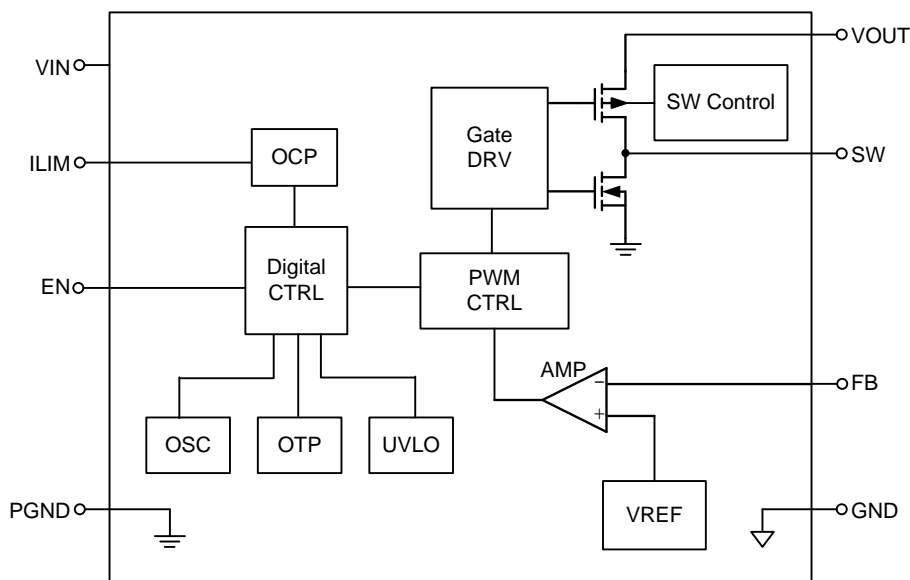 VOUT
VIN
SW Control
Gate
DRV
OCP
ILIM
SW
Digital
CTRL
PWM
CTRL
EN
AMP
FB
−
+
OSC
OTP
UVLO
VREF
PGND
GND